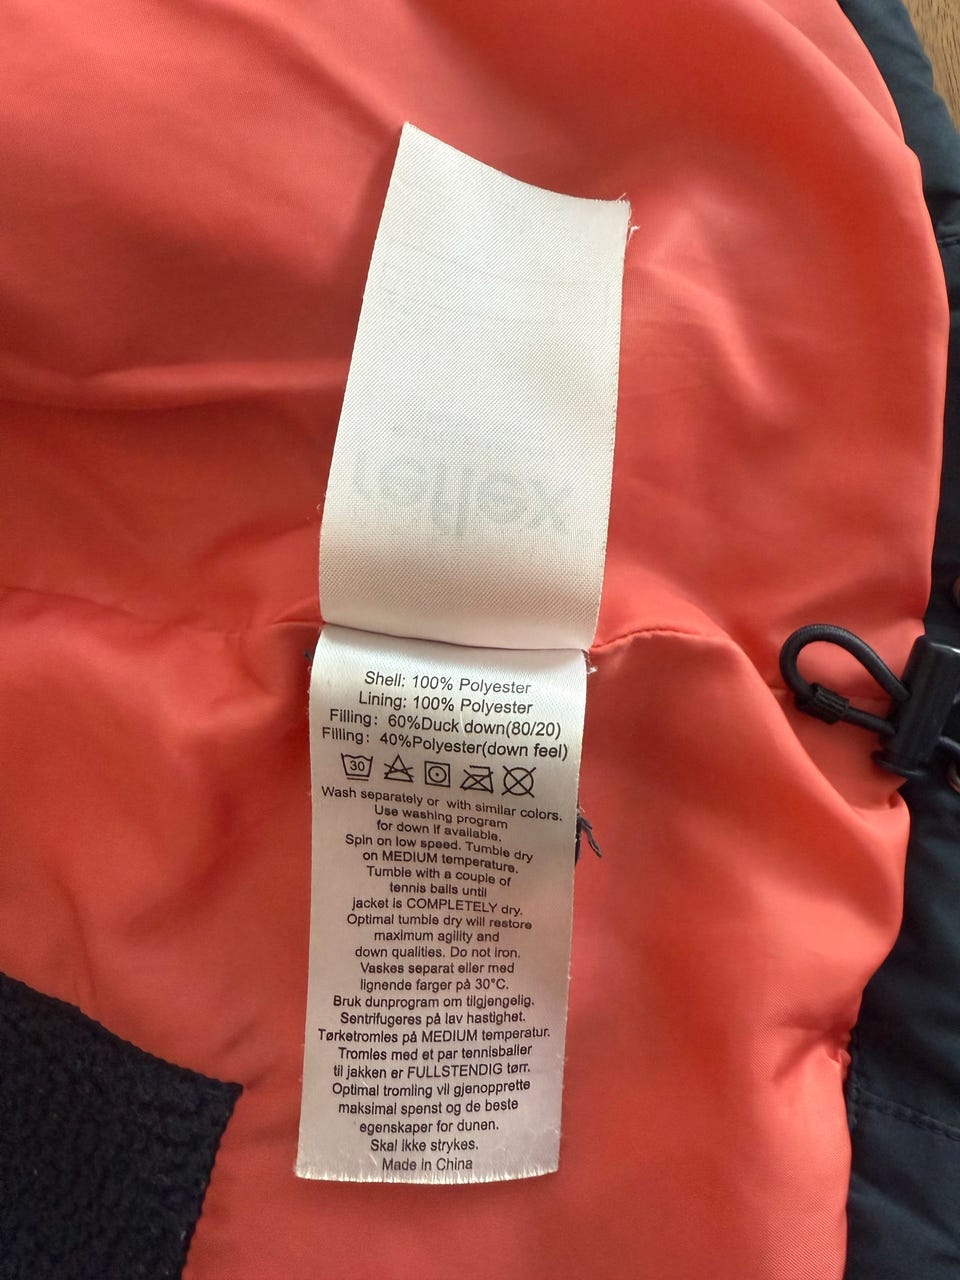 Shell: 100% Polyester
Lining: 100% Polyester
Filling: 60%Duck down(80/20)
Filling: 40%Polyester(down feel)
30
Wash separately or with similar colors.
Use washing program
for down if available.
Spin on low speed. Tumble dry
on MEDIUM temperature.
Tumble with a couple of
tennis balls until
jacket is COMPLETELY dry.
Optimal tumble dry will restore
maximum agility and
down qualities. Do not iron.
Vaskes separat eller med
lignende farger på 30°C.
Bruk dunprogram om tilgjengelig.
Sentrifugeres på lav hastighet.
Tørketromles på MEDIUM temperatur.
Tromles med et par tennisballer
til jakken er FULLSTENDIG tørr.
Optimal tromling vil gjenopprette
maksimal spenst og de beste
egenskaper for dunen.
Skal ikke strykes.
Made in China